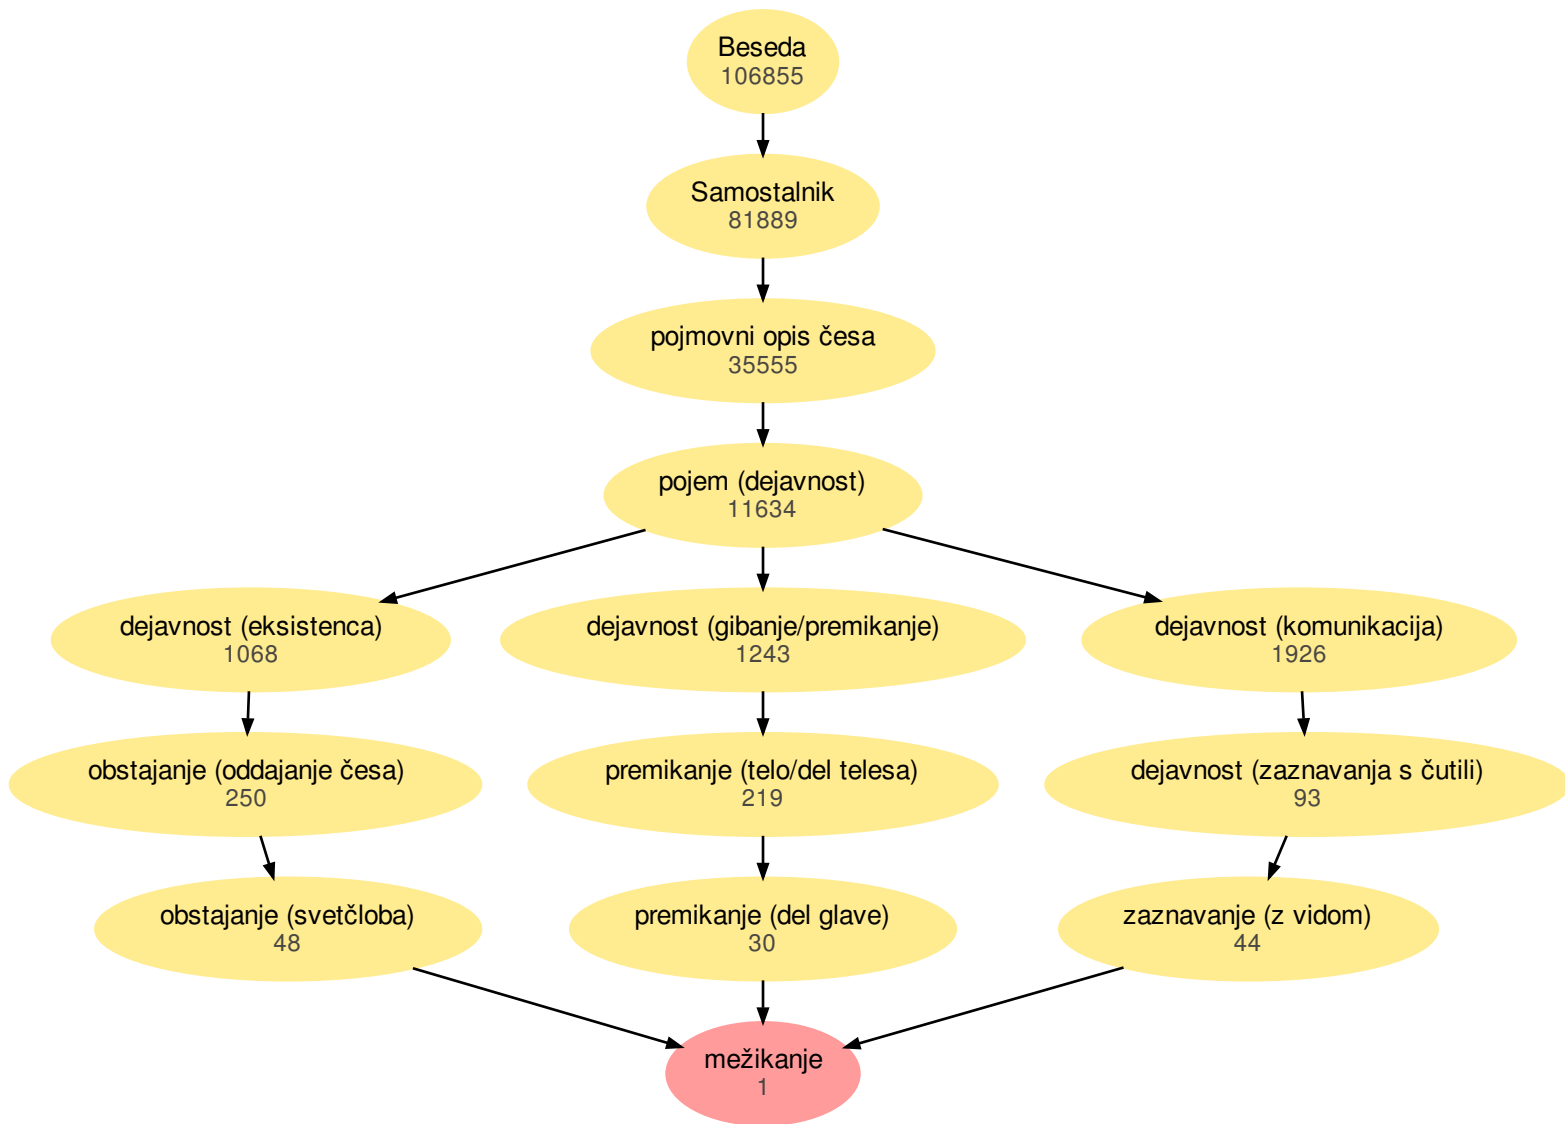 Beseda
106855
Samostalnik
81889
pojmovni opis česa
35555
pojem (dejavnost)
11634
dejavnost (eksistenca)
1068
dejavnost (gibanje/premikanje)
1243
dejavnost (komunikacija)
1926
obstajanje (oddajanje česa)
250
premikanje (telo/del telesa)
219
dejavnost (zaznavanja s čutili)
93
obstajanje (svetčloba)
48
premikanje (del glave)
30
zaznavanje (z vidom)
44
mežikanje
1